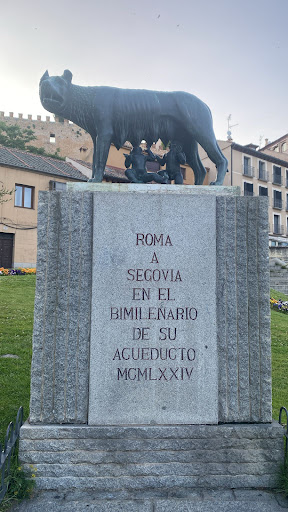 ROMA
A
SEGOVIA
EN EL
BIMILEÑARIO
DE SU
ACUEDUCTO
MCMLXXIV